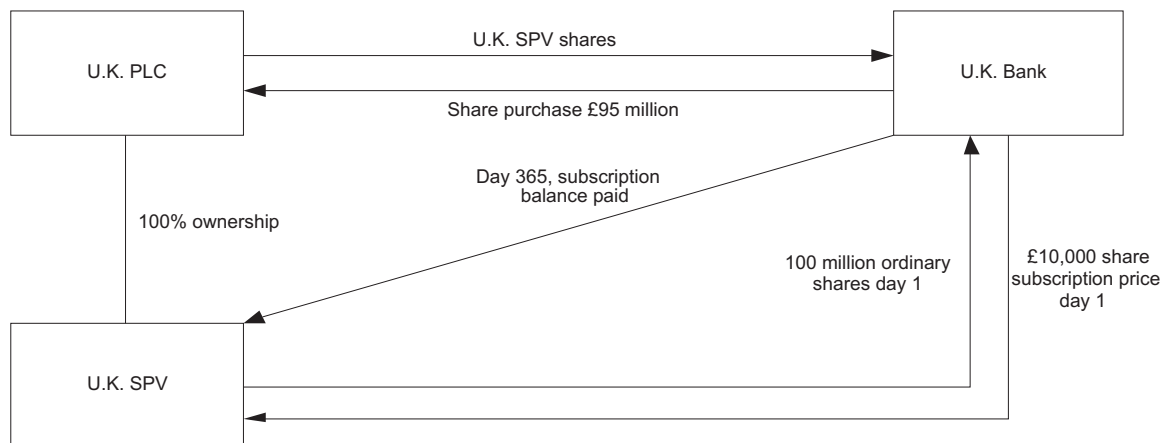 U.K. SPV shares
U.K. PLC
U.K. Bank
Share purchase £95 million
Day 365, subscription
balance paid
100% ownership
100 million ordinary
shares day 1
£10,000 share
subscription price
day 1
U.K. SPV